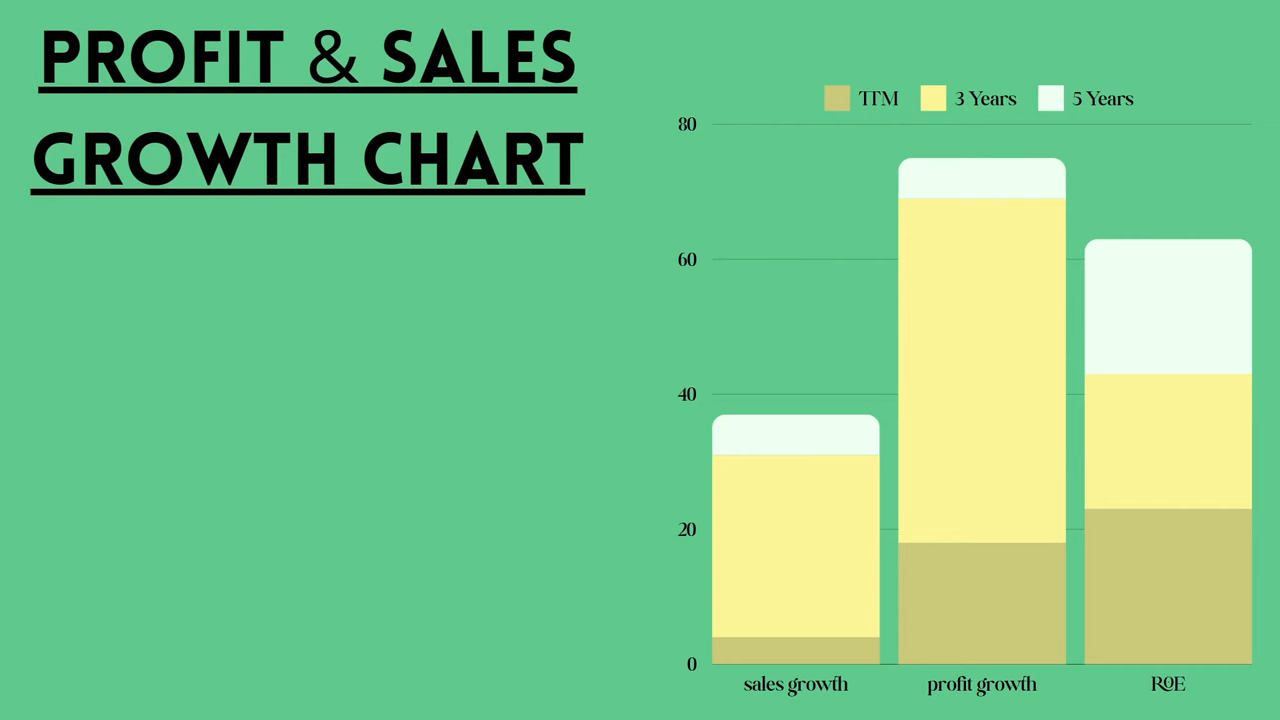 PROFIT & SALES
GROWTH CHART
TTM 3 Years 5 Years
80
60
40
20
0
sales growth profit growth ROE